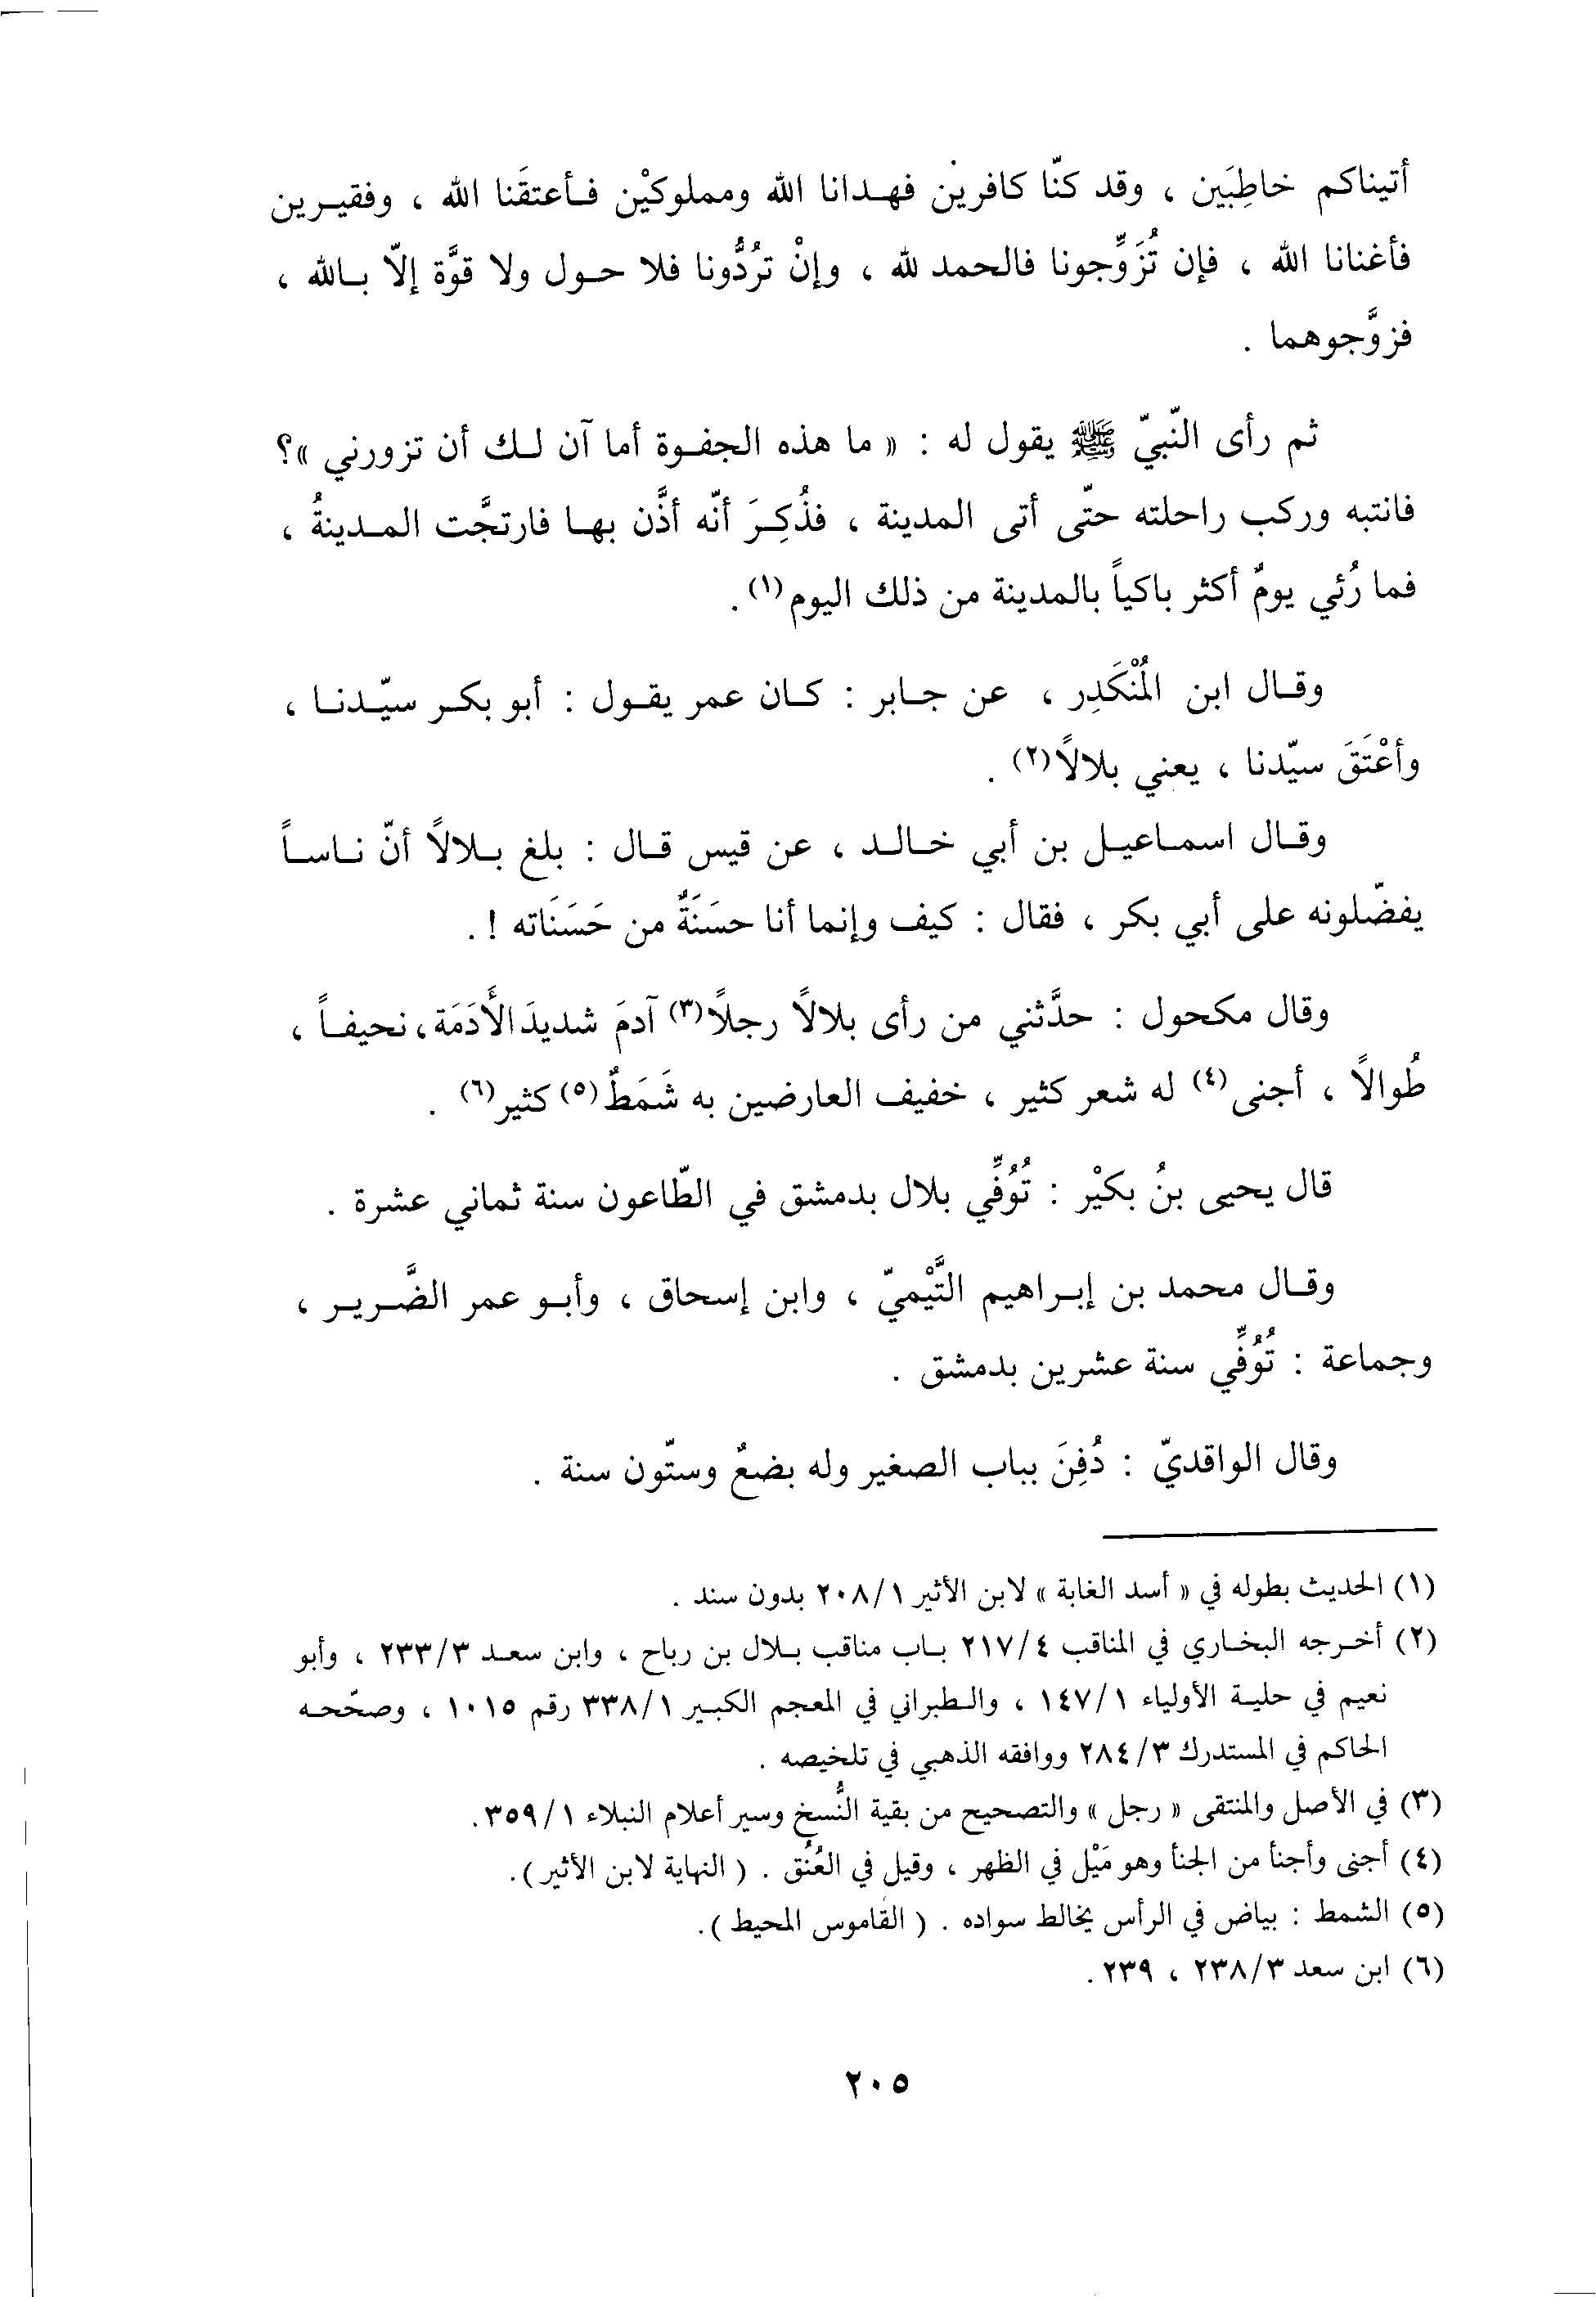 أتيناكم خاطِبَين ، وقد كنّا كافرين فهدانا الله ومملوكيْن فأعتقَنا الله ، وفقيرين
فأغنانا الله ، فإن تُزَوِّجونا فالحمد لله ، وإنْ ترُدُّونا فلا حول ولا قوَّة إلاّ بالله ،
فزوَّجوهما .
ثم رأى النّبيّ ﷺ يقول له : « ما هذه الجفوة أما آن لك أن تزورني »؟
فانتبه وركب راحلته حتّى أتى المدينة ، فذُكِرَ أنّه أذَّن بها فارتجَّت المدينةُ ،
فما رُئي يومٌ أكثر باكياً بالمدينة من ذلك اليوم(١).
وقال ابن المُنْكَدِر ، عن جابر : كان عمر يقول : أبو بكر سيّدنا ،
وأعْتَقَ سيّدنا ، يعني بلالاً(٢) .
وقال اسماعيل بن أبي خالد ، عن قيس قال : بلغ بلالاً أنّ ناساً
يفضّلونه على أبي بكر ، فقال : كيف وإنما أنا حسَنَةٌ من حَسَنَاته !.
وقال مكحول : حدَّثني من رأى بلالاً رجلاً(٣) آدمَ شديدَ الأَدَمَة، نحيفاً ،
طُوالاً ، أجنى(٤) له شعر كثير ، خفيف العارضين به شَمَطٌ(٥) كثير(٦) .
قال يحيى بنُ بكيْر : تُوُفِّي بلال بدمشق في الطّاعون سنة ثماني عشرة .
وقال محمد بن إبراهيم التَّيْميّ ، وابن إسحاق ، وأبو عمر الضَّرير ،
وجماعة : تُوُفِّي سنة عشرين بدمشق .
وقال الواقديّ : دُفِنَ بباب الصغير وله بضعٌ وستّون سنة .
(١) الحديث بطوله في « أسد الغابة » لابن الأثير ٢٠٨/١ بدون سند .
(٢) أخرجه البخاري في المناقب ٢١٧/٤ باب مناقب بلال بن رباح ، وابن سعد ٢٣٣/٣ ، وأبو
نعيم في حلية الأولياء ١٤٧/١ ، والطبراني في المعجم الكبير ٣٣٨/١ رقم ١٠١٥ ، وصحّحه
الحاكم في المستدرك ٢٨٤/٣ ووافقه الذهبي في تلخيصه .
(٣) في الأصل والمنتقى « رجل » والتصحيح من بقية النُّسخ وسير أعلام النبلاء ٣٥٩/١.
(٤) أجنى وأجنأ من الجنأ وهو مَيْل في الظهر ، وقيل في العُنُق . ( النهاية لابن الأثير ).
(٥) الشمط : بياض في الرأس يخالط سواده . ( القاموس المحيط ).
(٦) ابن سعد ٢٣٨/٣ ، ٢٣٩.
٢٠٥